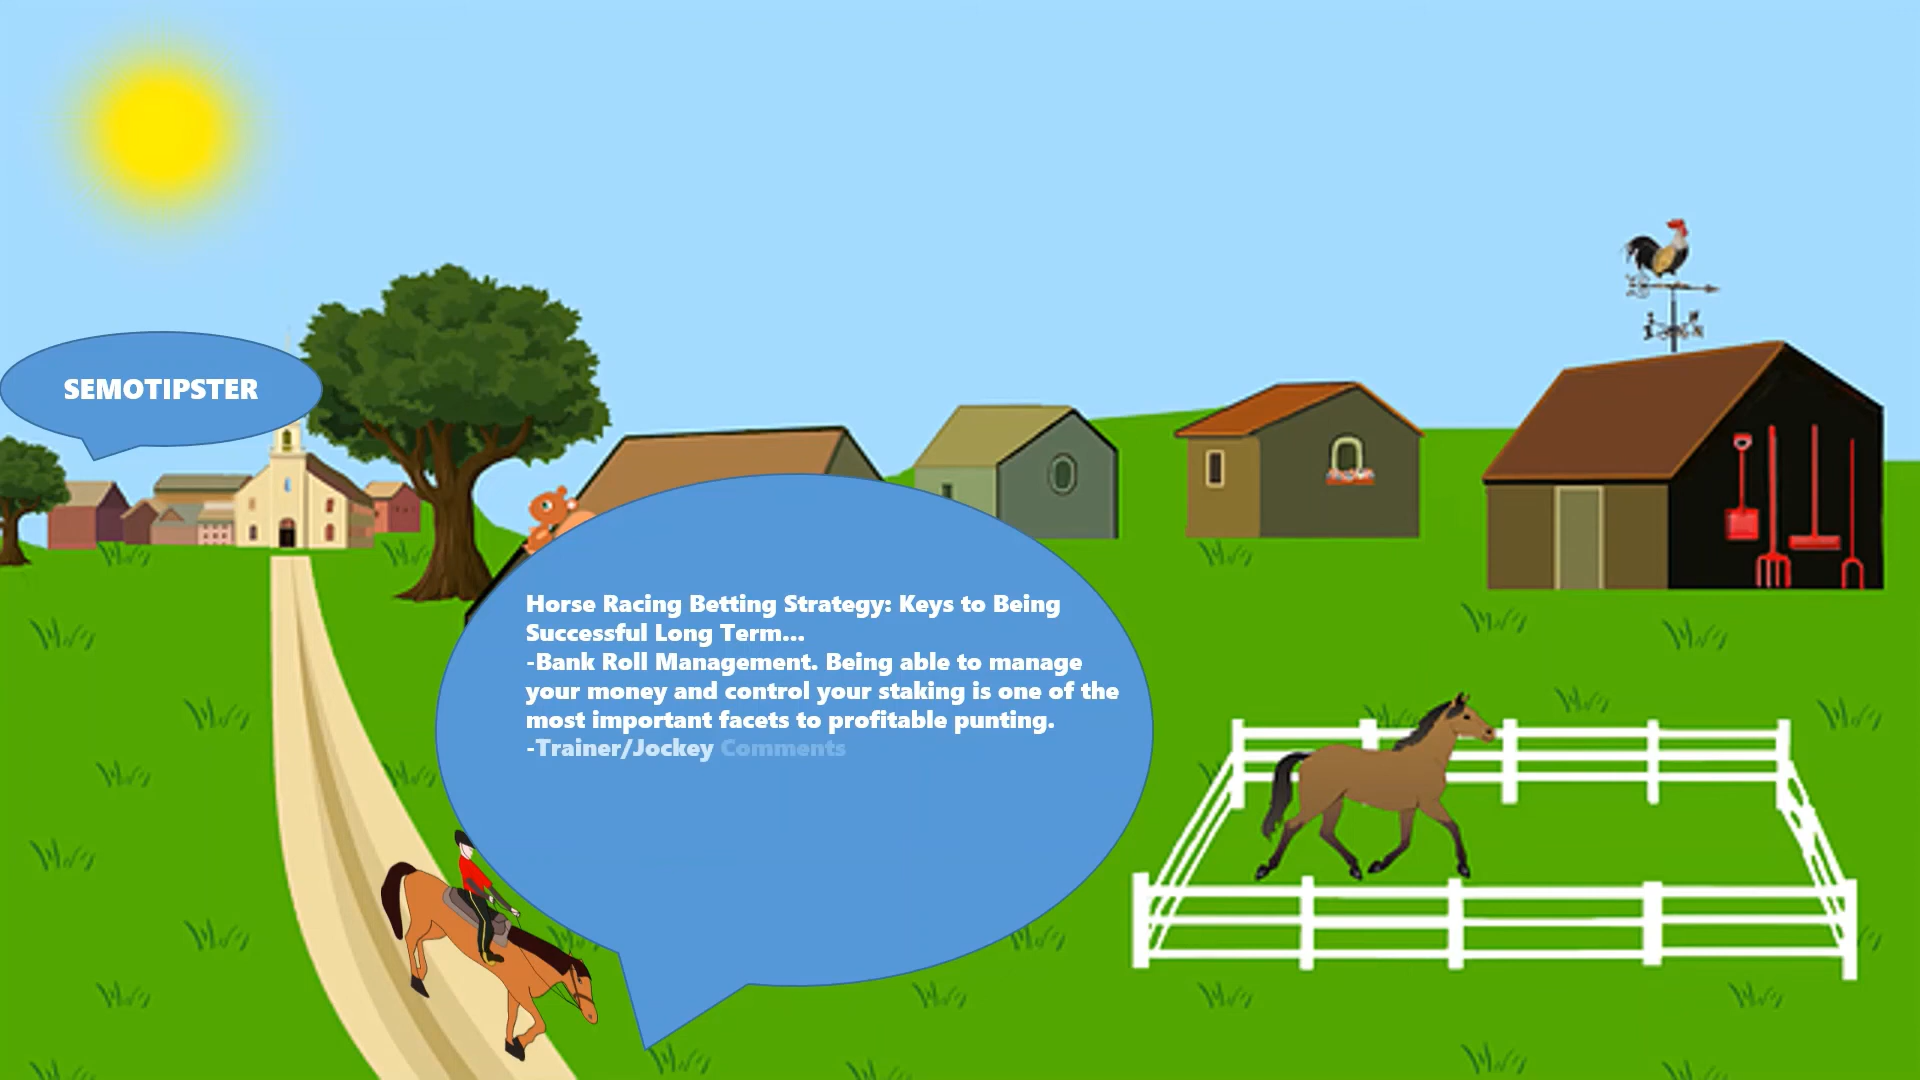 SEMOTIPSTER
Horse Racing Betting Strategy: Keys to Being
Successful Long Term...
-Bank Roll Management. Being able to manage
your money and control your staking is one of the
most important facets to profitable punting.
-Trainer/Jockey Comments